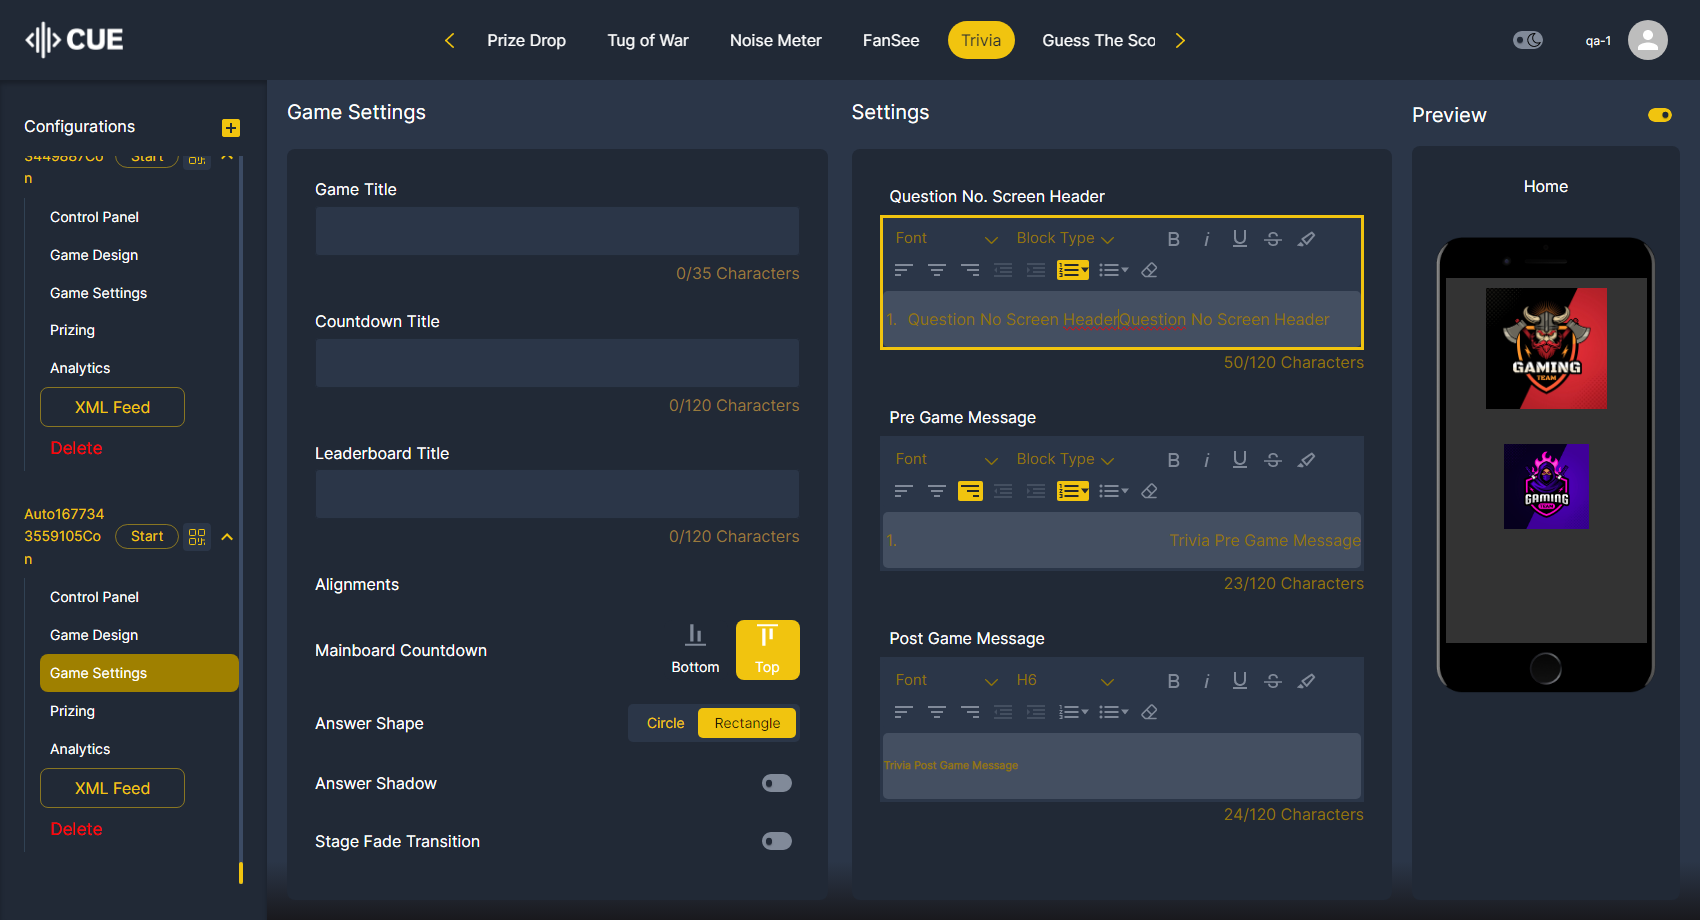 CUE
Prize Drop
Tug of War
Noise Meter
FanSee
Trivia
Guess The Sco
qa-1
Configurations
3449887Co
n
Start
Control Panel
Game Design
Game Settings
Prizing
Analytics
XML Feed
Delete
Auto167734
3559105Co
n
Start
Control Panel
Game Design
Game Settings
Prizing
Analytics
XML Feed
Delete
Game Settings
Game Title
0/35 Characters
Countdown Title
0/120 Characters
Leaderboard Title
0/120 Characters
Alignments
Mainboard Countdown
Bottom
Top
Answer Shape
Circle
Rectangle
Answer Shadow
Stage Fade Transition
Settings
Question No. Screen Header
Font
Block Type
B i U S
1. Question No Screen HeaderQuestion No Screen Header
50/120 Characters
Pre Game Message
Font
Block Type
B i U S
1. Trivia Pre Game Message
23/120 Characters
Post Game Message
Font
H6
B i U S
Trivia Post Game Message
24/120 Characters
Preview
Home
GAMING
TEAM
GAMING
TEAM